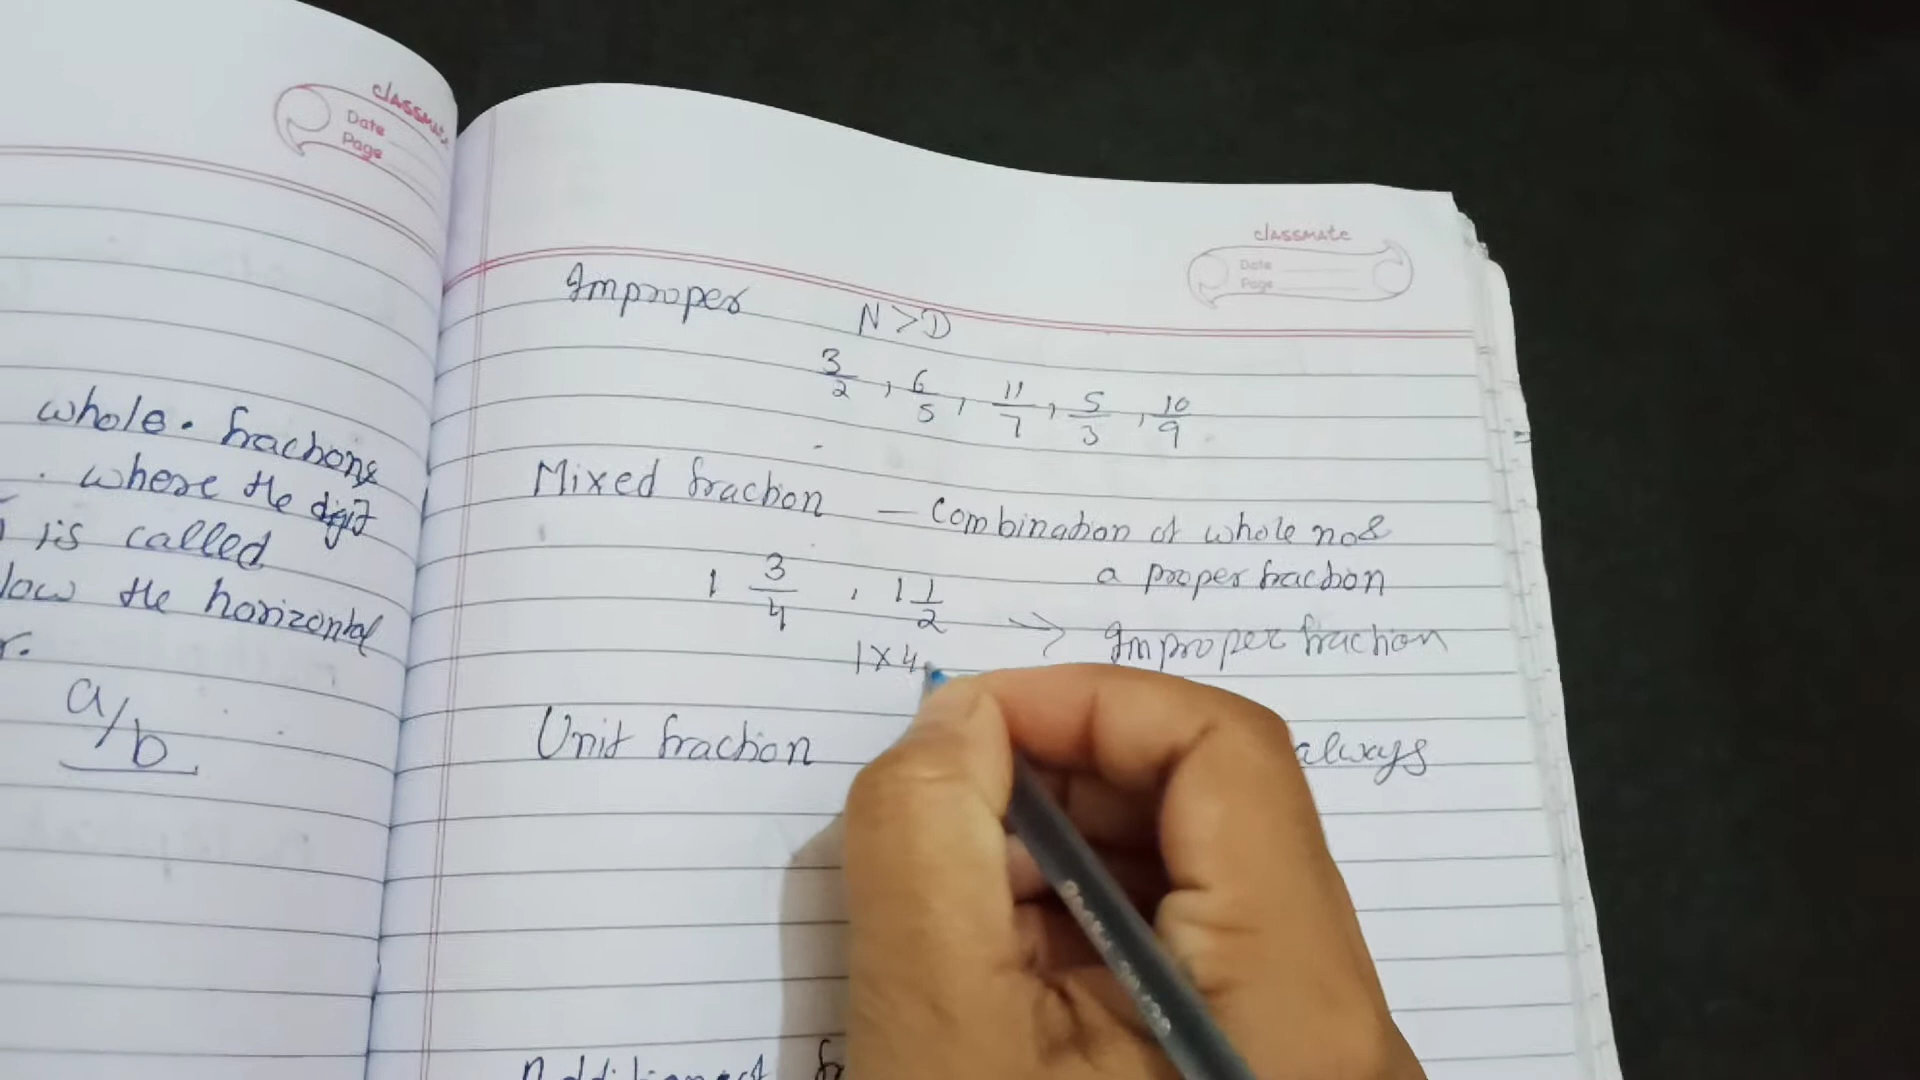 classmate
Date
Page
whole. fractions
. where the digit
is called
low the horizontal
r.
a/b
classmate
Date
Page
Improper N > D
3/2, 6/5, 11/7, 5/3, 10/9
Mixed fraction — Combination of whole no &
a proper fraction
1 3/4, 1 1/2 → Improper fraction
1×4
Unit fraction always